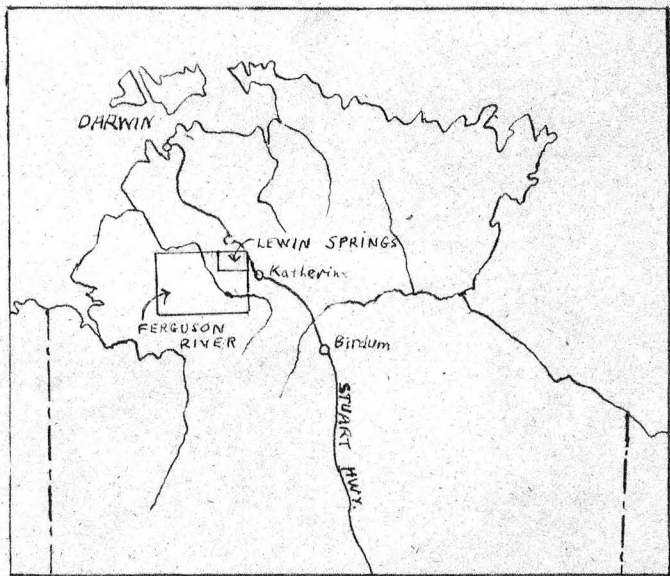 DARWIN
LEWIN SPRINGS
Katherine
FERGUSON
RIVER
Birdum
STUART HWY.